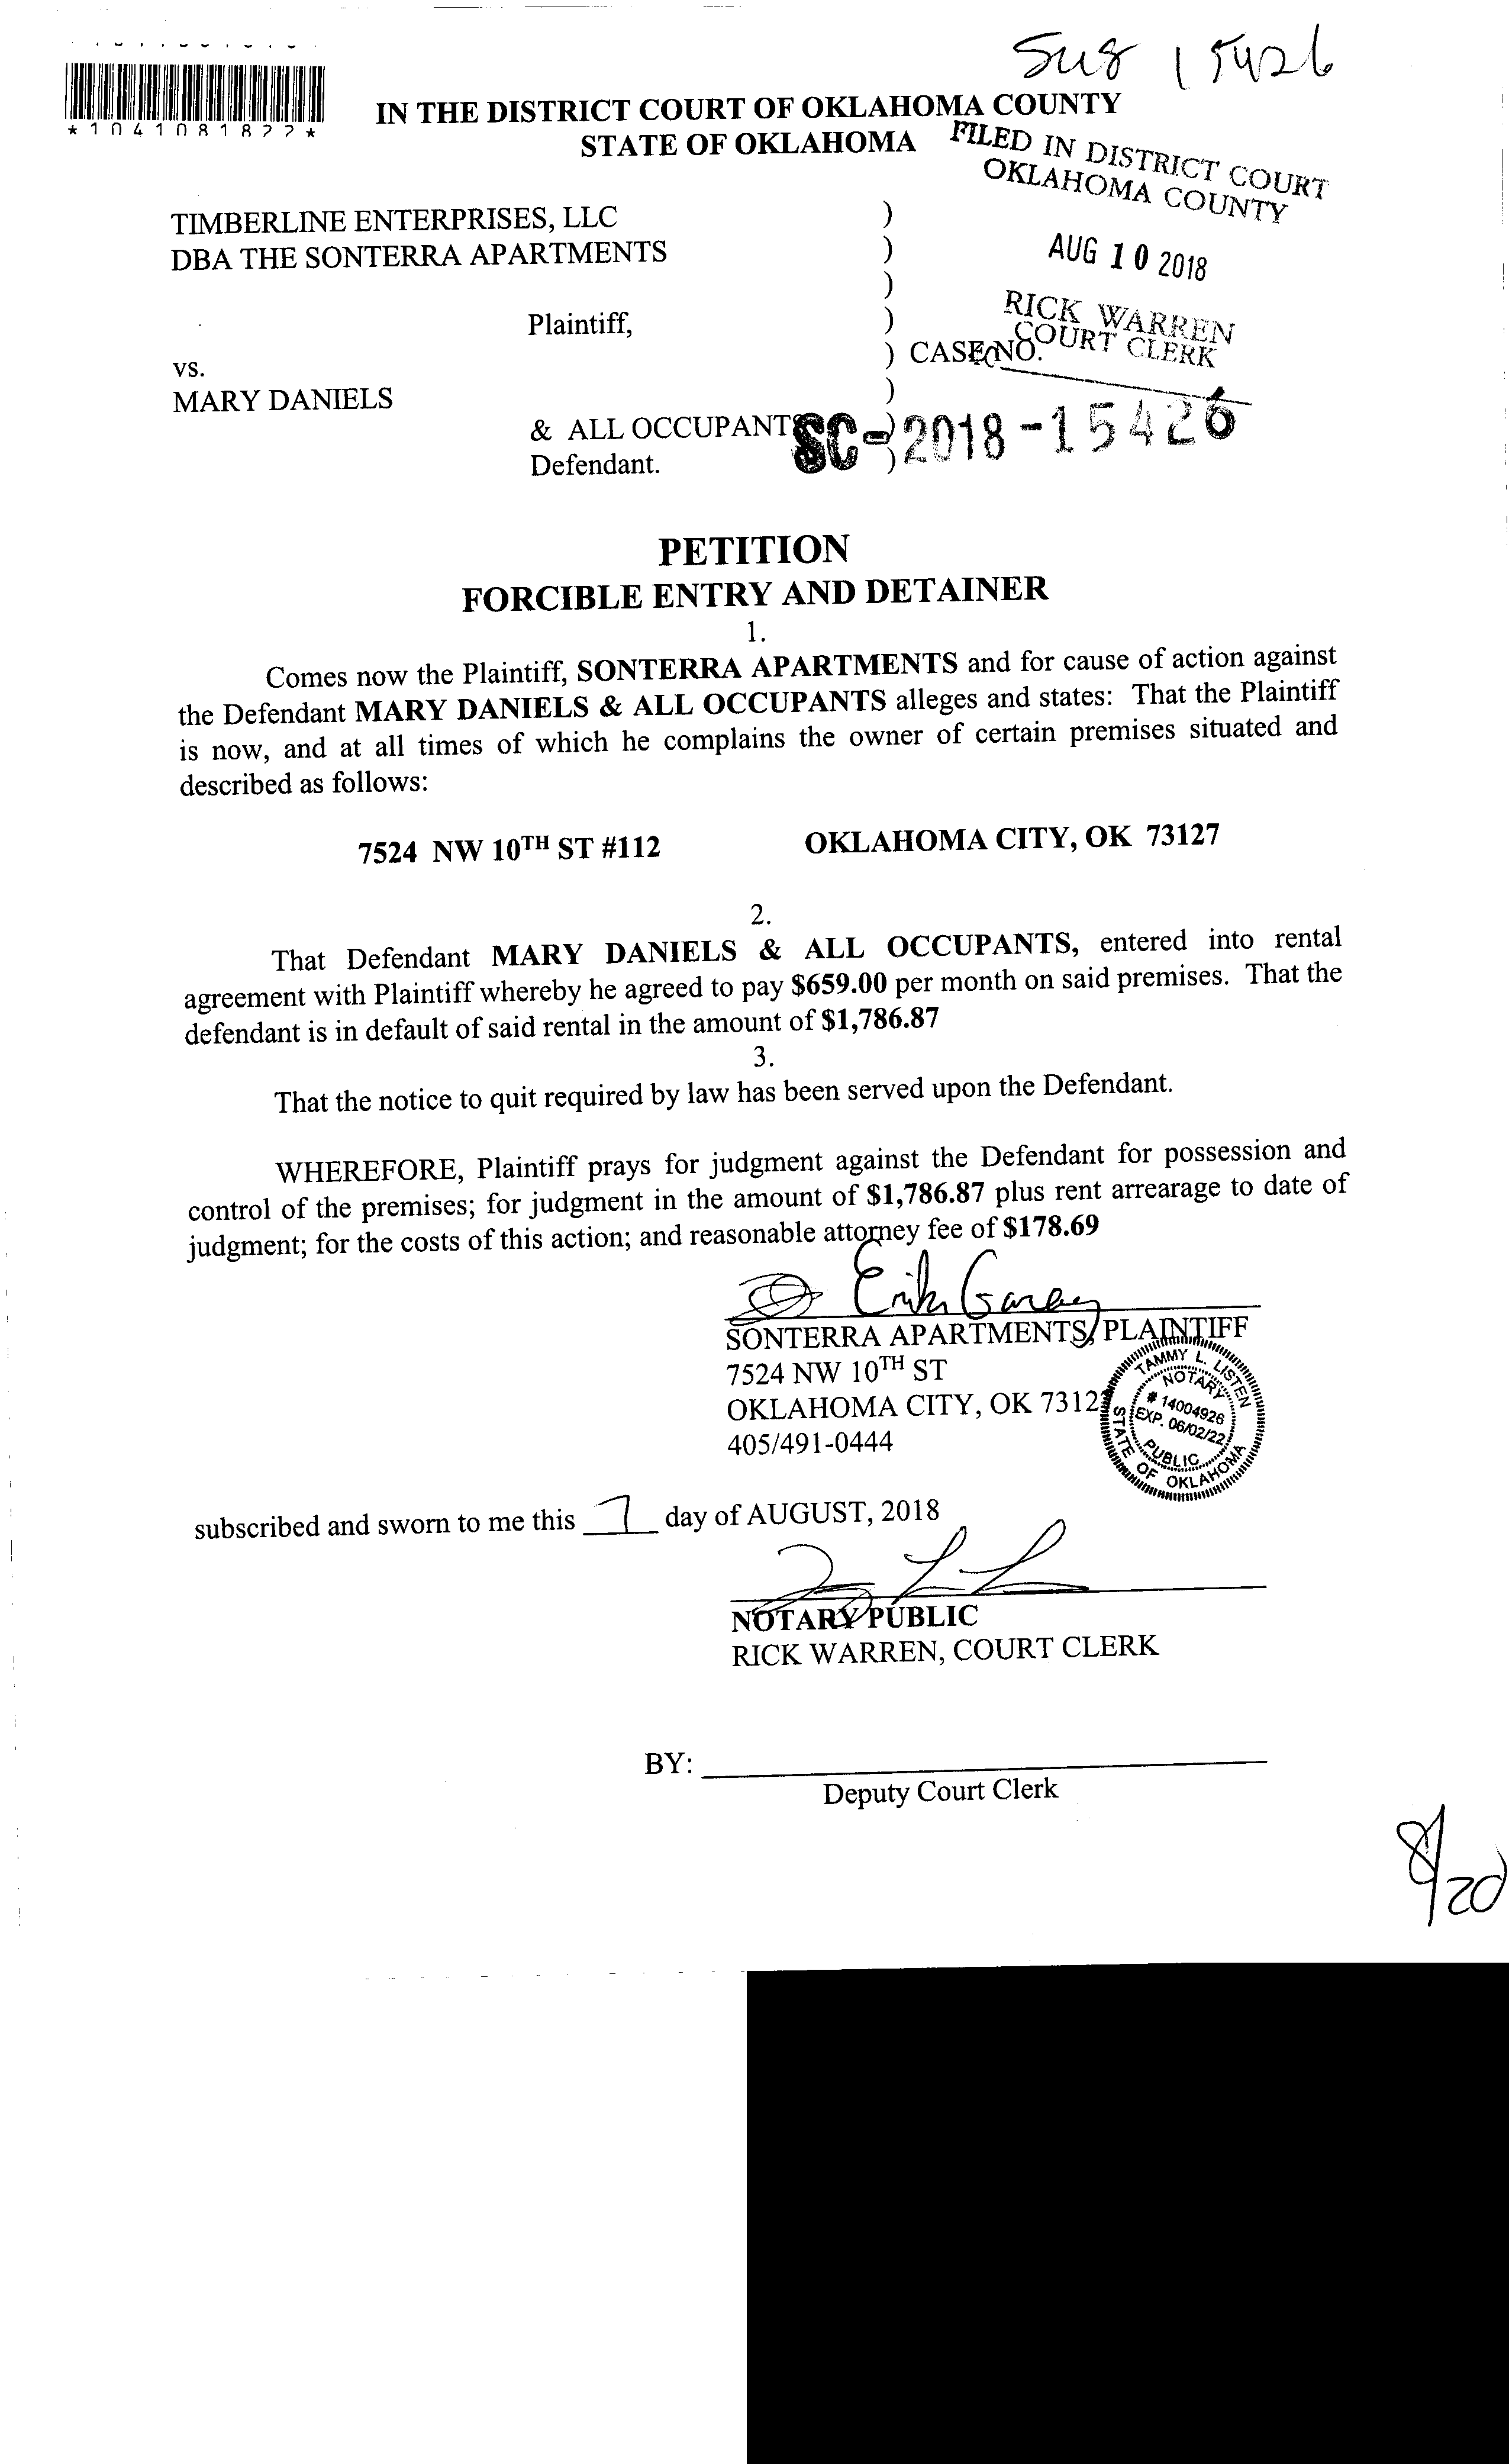 SC18 15426
*1041081822*
IN THE DISTRICT COURT OF OKLAHOMA COUNTY
STATE OF OKLAHOMA
FILED IN DISTRICT COURT
OKLAHOMA COUNTY
TIMBERLINE ENTERPRISES, LLC )
DBA THE SONTERRA APARTMENTS )
AUG 10 2018
)
Plaintiff, )
RICK WARREN
COURT CLERK
vs. ) CASE NO.
MARY DANIELS )
& ALL OCCUPANTS )
SC-2018-15426
Defendant. )
PETITION
FORCIBLE ENTRY AND DETAINER
1.
Comes now the Plaintiff, SONTERRA APARTMENTS and for cause of action against
the Defendant MARY DANIELS & ALL OCCUPANTS alleges and states: That the Plaintiff
is now, and at all times of which he complains the owner of certain premises situated and
described as follows:
7524 NW 10TH ST #112 OKLAHOMA CITY, OK 73127
2.
That Defendant MARY DANIELS & ALL OCCUPANTS, entered into rental
agreement with Plaintiff whereby he agreed to pay $659.00 per month on said premises. That the
defendant is in default of said rental in the amount of $1,786.87
3.
That the notice to quit required by law has been served upon the Defendant.
WHEREFORE, Plaintiff prays for judgment against the Defendant for possession and
control of the premises; for judgment in the amount of $1,786.87 plus rent arrearage to date of
judgment; for the costs of this action; and reasonable attorney fee of $178.69
SONTERRA APARTMENTS, PLAINTIFF
7524 NW 10TH ST
OKLAHOMA CITY, OK 73127
405/491-0444
TAMMY L. LISTEN
NOTARY
# 14004926
EXP. 06/02/22
PUBLIC
STATE OF OKLAHOMA
subscribed and sworn to me this 7 day of AUGUST, 2018
NOTARY PUBLIC
RICK WARREN, COURT CLERK
BY:
Deputy Court Clerk
8/20